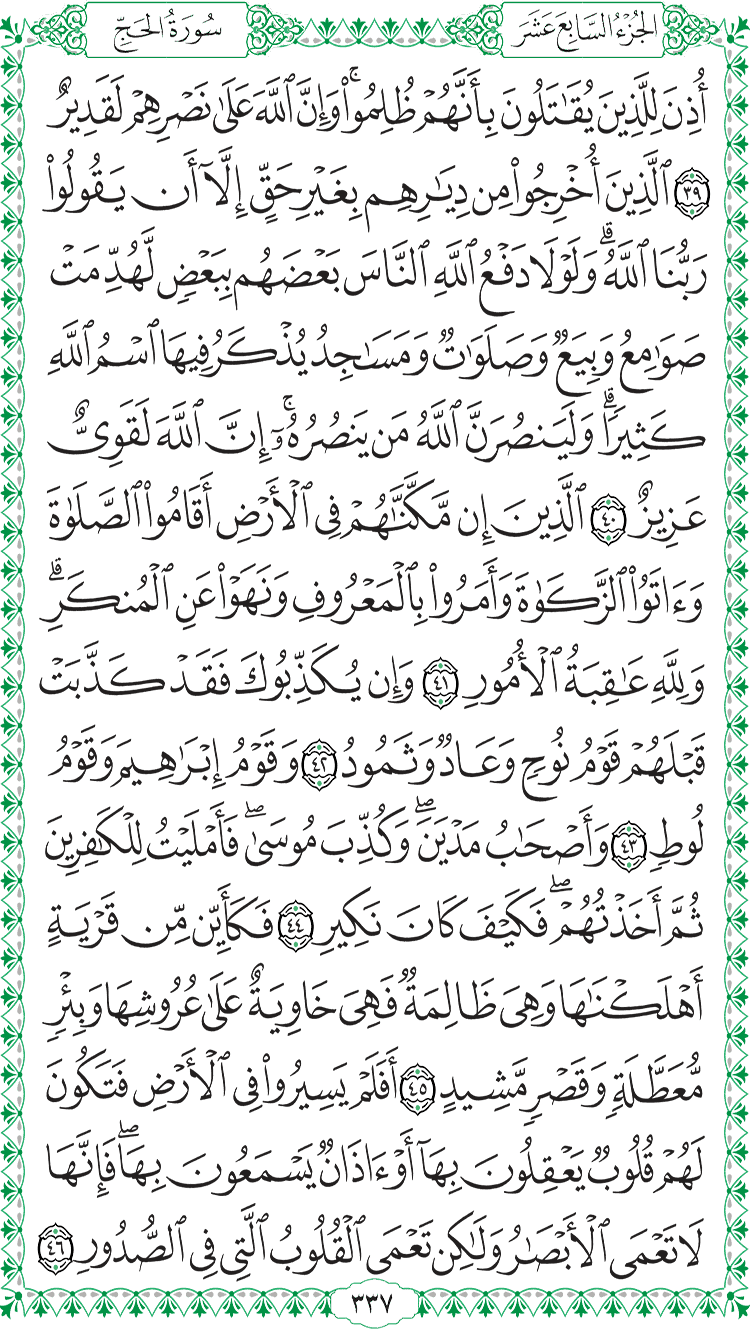 الجُزْءُ السَّابِعَ عَشَرَ
سُورَةُ الحَجِّ
أُذِنَ لِلَّذِينَ يُقَٰتَلُونَ بِأَنَّهُمۡ ظُلِمُواْۚ وَإِنَّ ٱللَّهَ عَلَىٰ نَصۡرِهِمۡ لَقَدِيرٌ
٣٩ ٱلَّذِينَ أُخۡرِجُواْ مِن دِيَٰرِهِم بِغَيۡرِ حَقٍّ إِلَّآ أَن يَقُولُواْ
رَبُّنَا ٱللَّهُۗ وَلَوۡلَا دَفۡعُ ٱللَّهِ ٱلنَّاسَ بَعۡضَهُم بِبَعۡضٖ لَّهُدِّمَتۡ
صَوَٰمِعُ وَبِيَعٞ وَصَلَوَٰتٞ وَمَسَٰجِدُ يُذۡكَرُ فِيهَا ٱسۡمُ ٱللَّهِ
كَثِيرٗاۗ وَلَيَنصُرَنَّ ٱللَّهُ مَن يَنصُرُهُۥٓۚ إِنَّ ٱللَّهَ لَقَوِيٌّ
عَزِيزٌ ٤٠ ٱلَّذِينَ إِن مَّكَّنَّٰهُمۡ فِي ٱلۡأَرۡضِ أَقَامُواْ ٱلصَّلَوٰةَ
وَءَاتَوُاْ ٱلزَّكَوٰةَ وَأَمَرُواْ بِٱلۡمَعۡرُوفِ وَنَهَوۡاْ عَنِ ٱلۡمُنكَرِۗ
وَلِلَّهِ عَٰقِبَةُ ٱلۡأُمُورِ ٤١ وَإِن يُكَذِّبُوكَ فَقَدۡ كَذَّبَتۡ
قَبۡلَهُمۡ قَوۡمُ نُوحٖ وَعَادٞ وَثَمُودُ ٤٢ وَقَوۡمُ إِبۡرَٰهِيمَ وَقَوۡمُ
لُوطٖ ٤٣ وَأَصۡحَٰبُ مَدۡيَنَۖ وَكُذِّبَ مُوسَىٰۖ فَأَمۡلَيۡتُ لِلۡكَٰفِرِينَ
ثُمَّ أَخَذۡتُهُمۡۖ فَكَيۡفَ كَانَ نَكِيرِ ٤٤ فَكَأَيِّن مِّن قَرۡيَةٍ
أَهۡلَكۡنَٰهَا وَهِيَ ظَالِمَةٞ فَهِيَ خَاوِيَةٌ عَلَىٰ عُرُوشِهَا وَبِئۡرٖ
مُّعَطَّلَةٖ وَقَصۡرٖ مَّشِيدٍ ٤٥ أَفَلَمۡ يَسِيرُواْ فِي ٱلۡأَرۡضِ فَتَكُونَ
لَهُمۡ قُلُوبٞ يَعۡقِلُونَ بِهَآ أَوۡ ءَاذَانٞ يَسۡمَعُونَ بِهَاۖ فَإِنَّهَا
لَا تَعۡمَى ٱلۡأَبۡصَٰرُ وَلَٰكِن تَعۡمَى ٱلۡقُلُوبُ ٱلَّتِي فِي ٱلصُّدُورِ ٤٦
٣٣٧